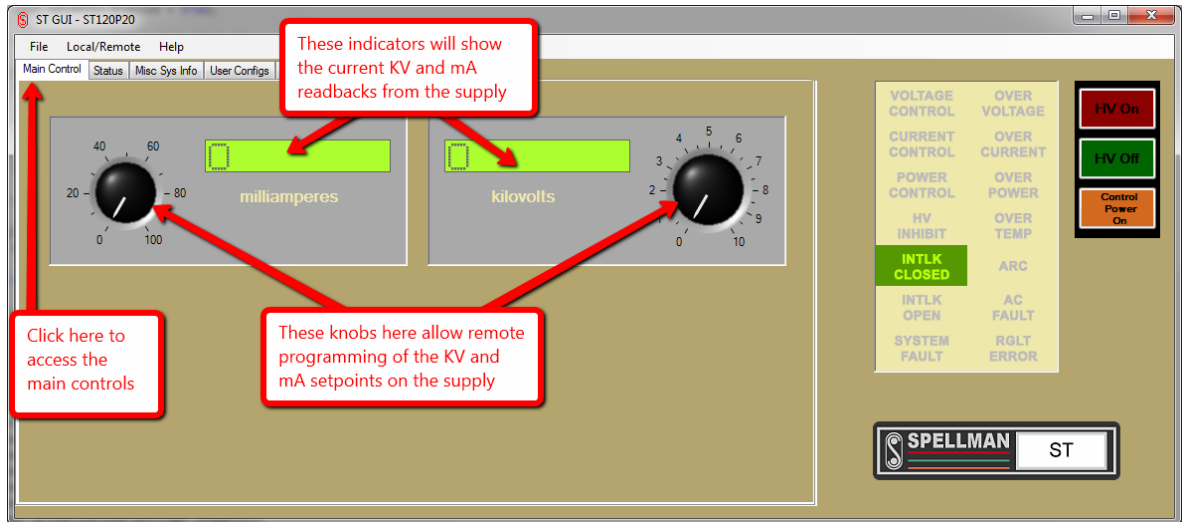 ST GUI - ST120P20
File Local/Remote Help
Main Control Status Misc Sys Info User Configs
These indicators will show
the current KV and mA
readbacks from the supply
40 60
20 80
0 100
milliamperes
kilovolts
4 5 6
3 7
2 8
9
0 10
VOLTAGE CONTROL
OVER VOLTAGE
CURRENT CONTROL
OVER CURRENT
POWER CONTROL
OVER POWER
HV INHIBIT
OVER TEMP
INTLK CLOSED
ARC
INTLK OPEN
AC FAULT
SYSTEM FAULT
RGLT ERROR
HV On
HV Off
Control
Power
On
Click here to
access the
main controls
These knobs here allow remote
programming of the KV and
mA setpoints on the supply
SPELLMAN
ST